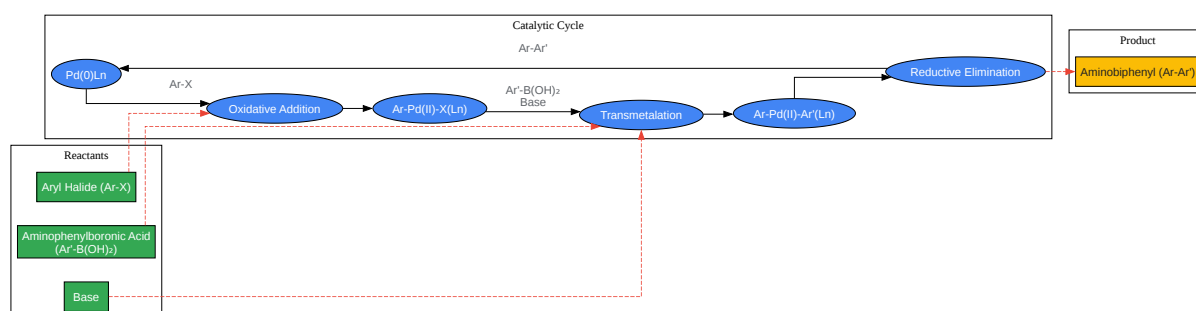 Catalytic Cycle
Ar-Ar'
Pd(0)Ln
Ar-X
Oxidative Addition
Ar-Pd(II)-X(Ln)
Ar'-B(OH)₂
Base
Transmetalation
Ar-Pd(II)-Ar'(Ln)
Reductive Elimination
Product
Aminobiphenyl (Ar-Ar')
Reactants
Aryl Halide (Ar-X)
Aminophenylboronic Acid
(Ar'-B(OH)₂)
Base